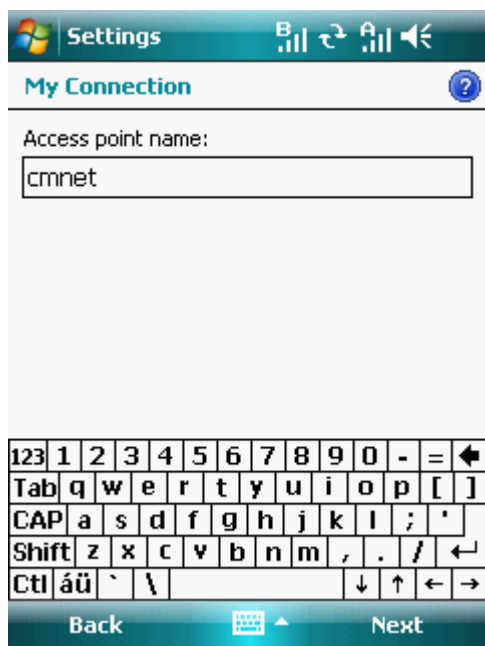 Settings B A
My Connection ?
Access point name:
cmnet
123 1 2 3 4 5 6 7 8 9 0 - =
Tab q w e r t y u i o p [ ]
CAP a s d f g h j k l ; '
Shift z x c v b n m , . /
Ctl áü ` \
Back Next